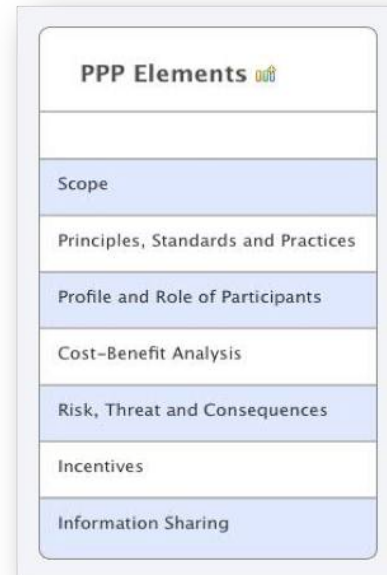 PPP Elements
Scope
Principles, Standards and Practices
Profile and Role of Participants
Cost-Benefit Analysis
Risk, Threat and Consequences
Incentives
Information Sharing